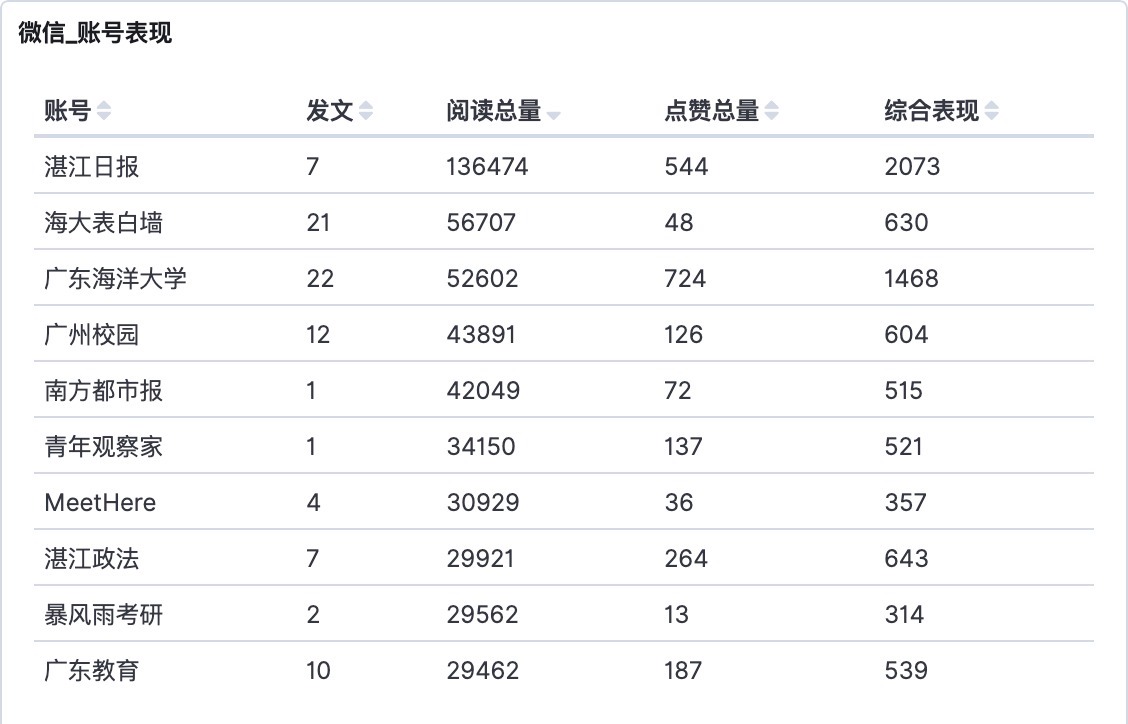 微信_账号表现
账号 发文 阅读总量 点赞总量 综合表现
湛江日报 7 136474 544 2073
海大表白墙 21 56707 48 630
广东海洋大学 22 52602 724 1468
广州校园 12 43891 126 604
南方都市报 1 42049 72 515
青年观察家 1 34150 137 521
MeetHere 4 30929 36 357
湛江政法 7 29921 264 643
暴风雨考研 2 29562 13 314
广东教育 10 29462 187 539